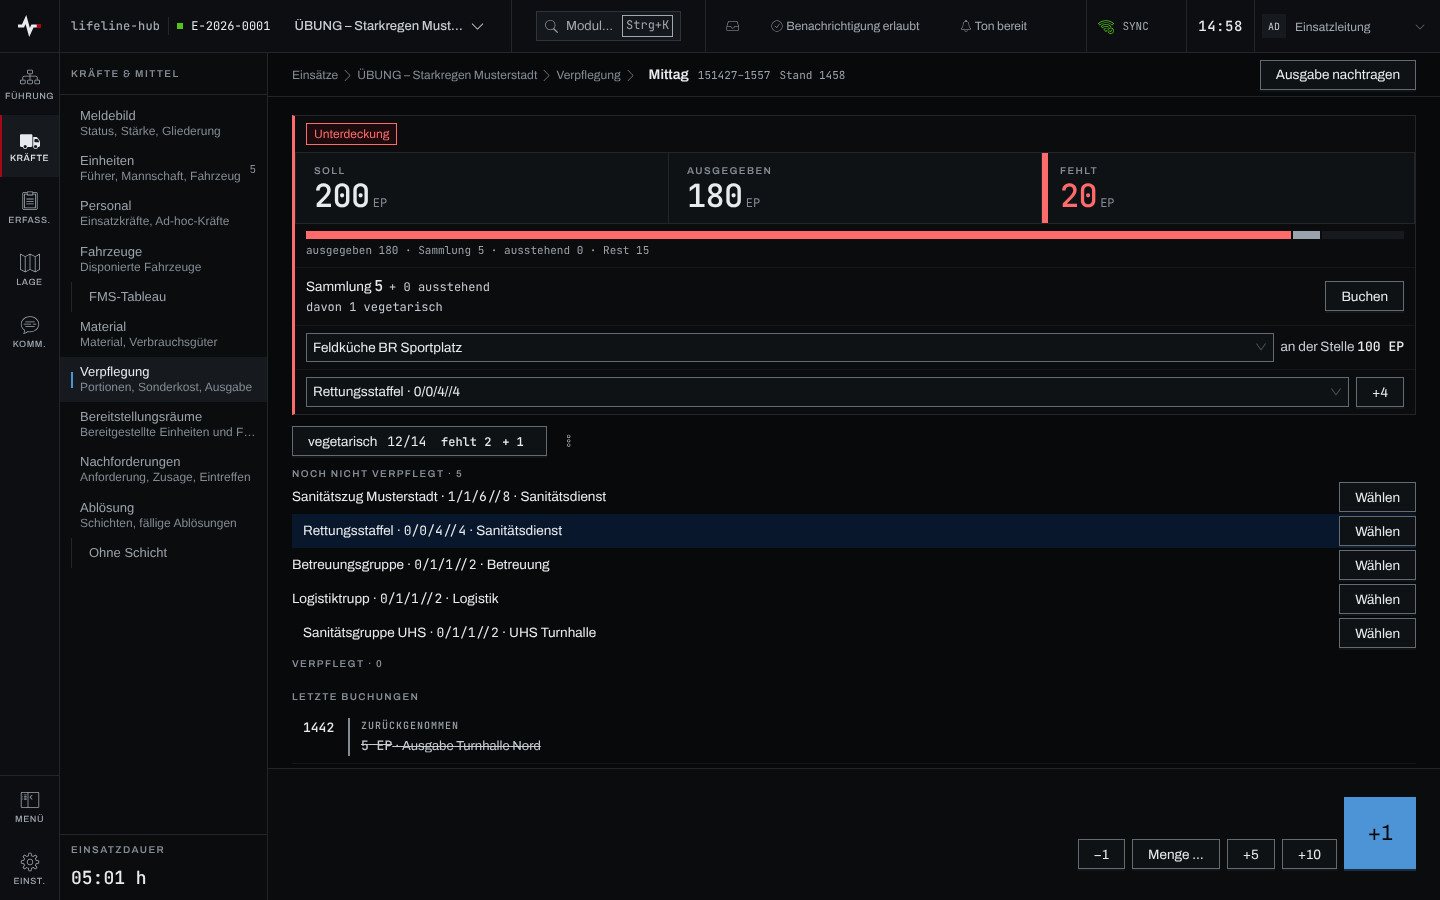 lifeline-hub E-2026-0001 ÜBUNG – Starkregen Must... Modul... Strg+K Benachrichtigung erlaubt Ton bereit SYNC 14:58 AD Einsatzleitung
FÜHRUNG
KRÄFTE
ERFASS.
LAGE
KOMM.
MENÜ
EINST.
KRÄFTE & MITTEL
Meldebild
Status, Stärke, Gliederung
Einheiten
Führer, Mannschaft, Fahrzeug 5
Personal
Einsatzkräfte, Ad-hoc-Kräfte
Fahrzeuge
Disponierte Fahrzeuge
FMS-Tableau
Material
Material, Verbrauchsgüter
Verpflegung
Portionen, Sonderkost, Ausgabe
Bereitstellungsräume
Bereitgestellte Einheiten und F...
Nachforderungen
Anforderung, Zusage, Eintreffen
Ablösung
Schichten, fällige Ablösungen
Ohne Schicht
EINSATZDAUER
05:01 h
Einsätze ÜBUNG – Starkregen Musterstadt Verpflegung Mittag 151427–1557 Stand 1458 Ausgabe nachtragen
Unterdeckung
SOLL
200 EP
AUSGEGEBEN
180 EP
FEHLT
20 EP
ausgegeben 180 · Sammlung 5 · ausstehend 0 · Rest 15
Sammlung 5 + 0 ausstehend
davon 1 vegetarisch
Buchen
Feldküche BR Sportplatz an der Stelle 100 EP
Rettungsstaffel · 0/0/4//4 +4
vegetarisch 12/14 fehlt 2 + 1
NOCH NICHT VERPFLEGT · 5
Sanitätszug Musterstadt · 1/1/6//8 · Sanitätsdienst Wählen
Rettungsstaffel · 0/0/4//4 · Sanitätsdienst Wählen
Betreuungsgruppe · 0/1/1//2 · Betreuung Wählen
Logistiktrupp · 0/1/1//2 · Logistik Wählen
Sanitätsgruppe UHS · 0/1/1//2 · UHS Turnhalle Wählen
VERPFLEGT · 0
LETZTE BUCHUNGEN
1442 ZURÜCKGENOMMEN
5 EP · Ausgabe Turnhalle Nord
−1 Menge ... +5 +10 +1